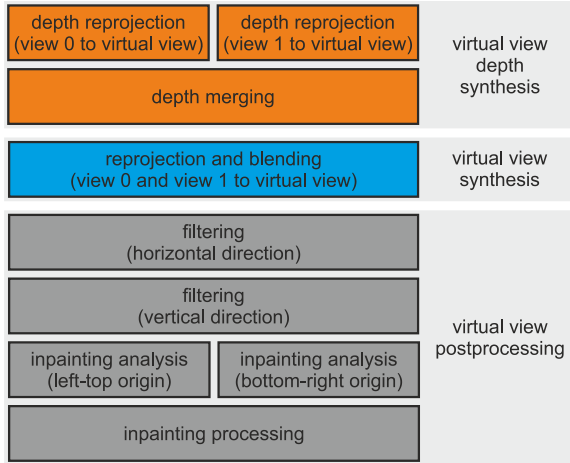 depth reprojection
(view 0 to virtual view)
depth reprojection
(view 1 to virtual view)
depth merging
virtual view
depth
synthesis
reprojection and blending
(view 0 and view 1 to virtual view)
virtual view
synthesis
filtering
(horizontal direction)
filtering
(vertical direction)
inpainting analysis
(left-top origin)
inpainting analysis
(bottom-right origin)
inpainting processing
virtual view
postprocessing